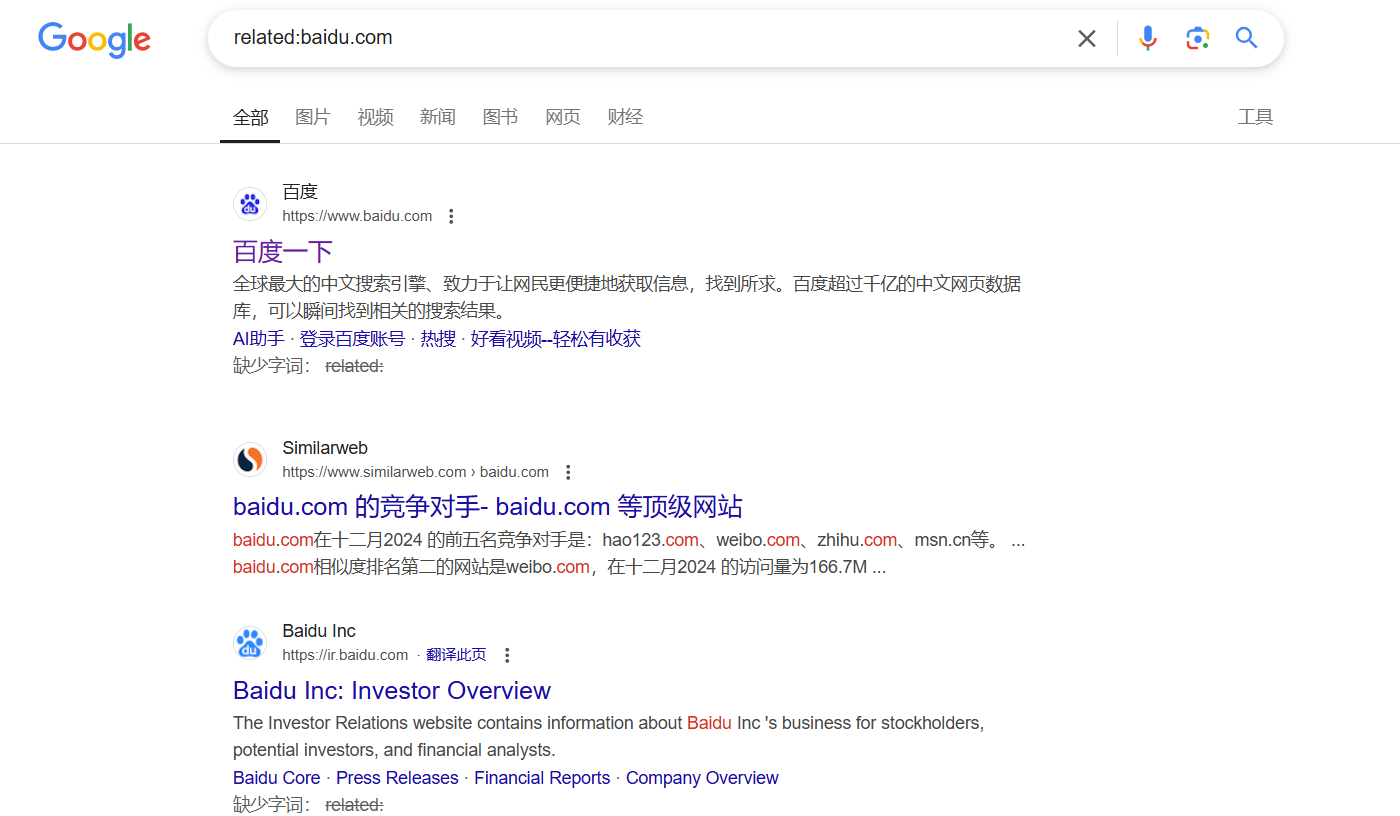 Google
related:baidu.com
全部 图片 视频 新闻 图书 网页 财经 工具
百度
https://www.baidu.com
百度一下
全球最大的中文搜索引擎、致力于让网民更便捷地获取信息，找到所求。百度超过千亿的中文网页数据
库，可以瞬间找到相关的搜索结果。
AI助手 · 登录百度账号 · 热搜 · 好看视频--轻松有收获
缺少字词： related:
Similarweb
https://www.similarweb.com › baidu.com
baidu.com 的竞争对手- baidu.com 等顶级网站
baidu.com在十二月2024 的前五名竞争对手是：hao123.com、weibo.com、zhihu.com、msn.cn等。 ...
baidu.com相似度排名第二的网站是weibo.com，在十二月2024 的访问量为166.7M ...
du
Baidu Inc
https://ir.baidu.com · 翻译此页
Baidu Inc: Investor Overview
The Investor Relations website contains information about Baidu Inc 's business for stockholders,
potential investors, and financial analysts.
Baidu Core · Press Releases · Financial Reports · Company Overview
缺少字词： related: